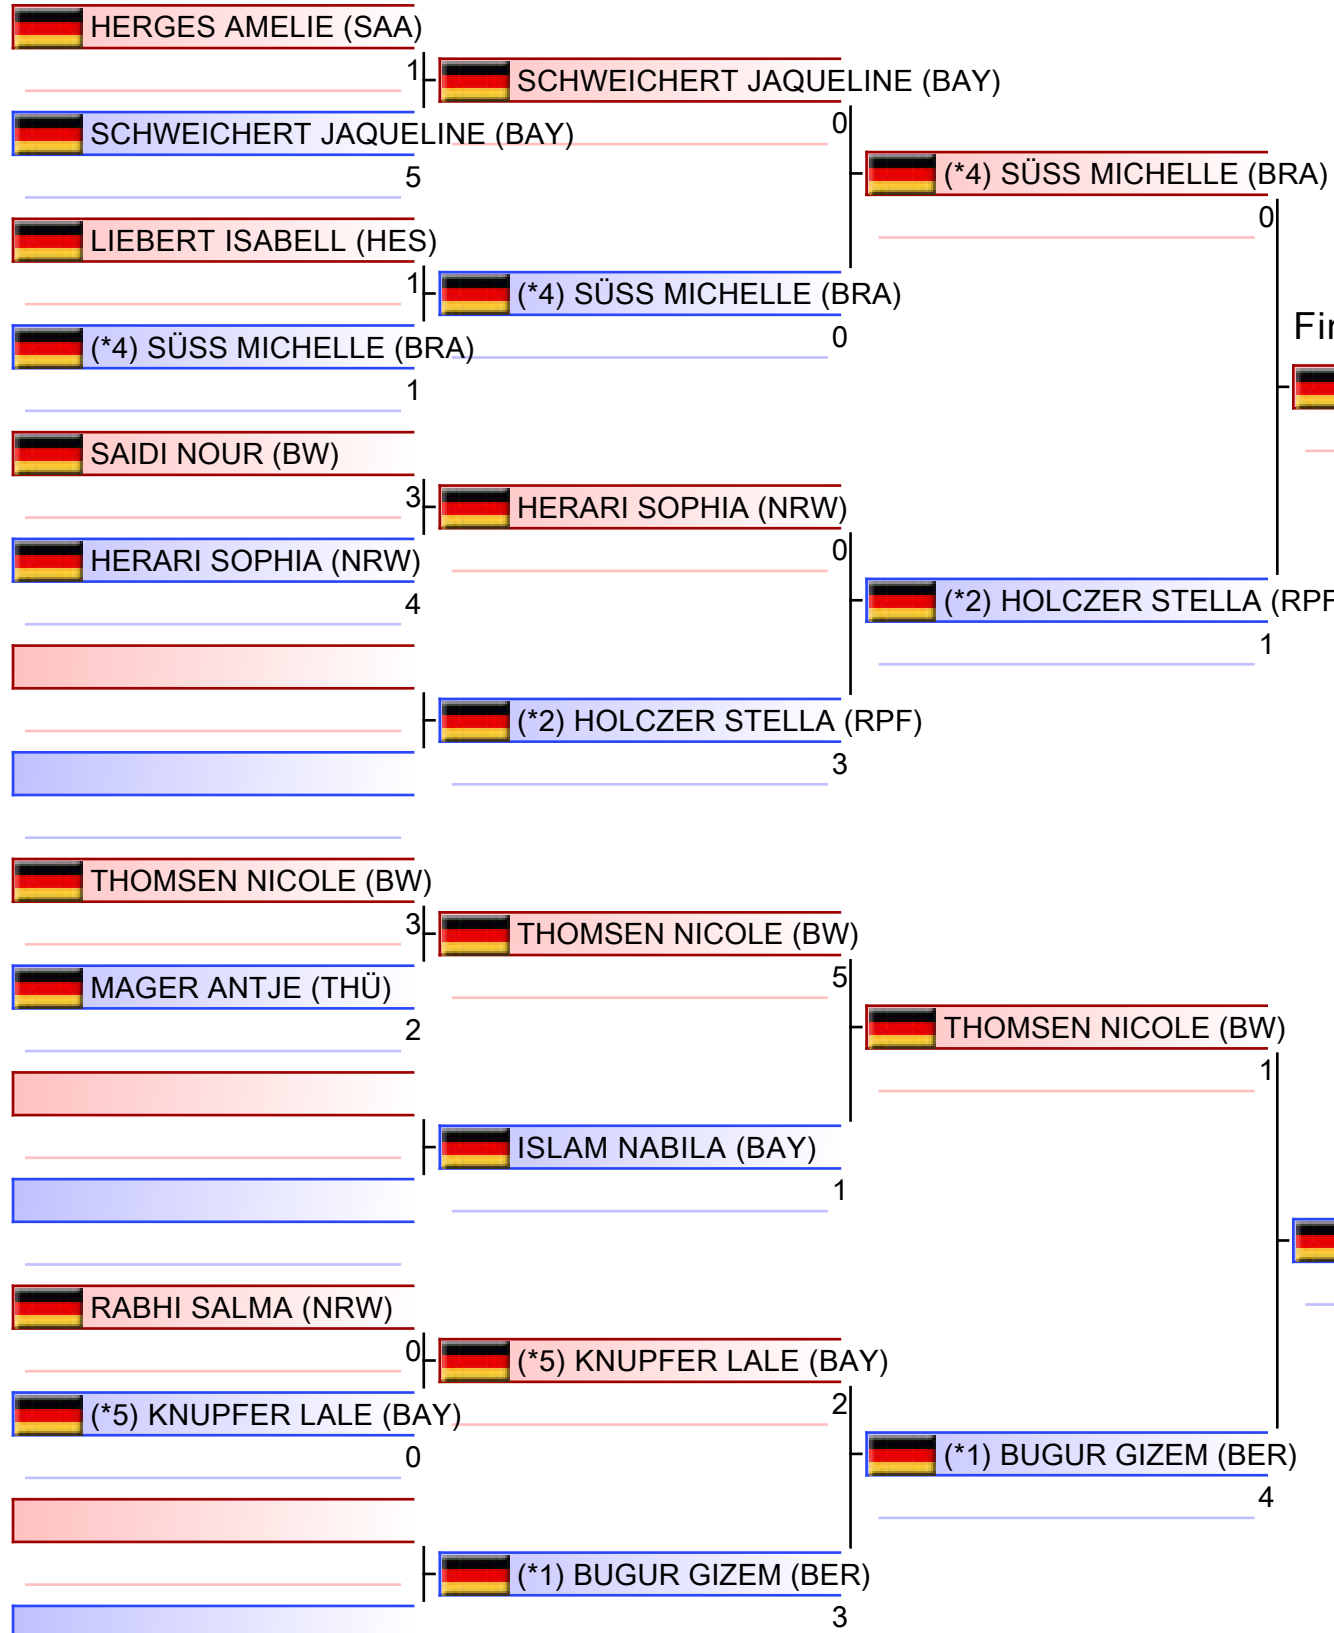 HERGES AMELIE (SAA)
1
SCHWEICHERT JAQUELINE (BAY)
5
LIEBERT ISABELL (HES)
1
(*4) SÜSS MICHELLE (BRA)
1
SAIDI NOUR (BW)
3
HERARI SOPHIA (NRW)
4
THOMSEN NICOLE (BW)
3
MAGER ANTJE (THÜ)
2
RABHI SALMA (NRW)
0
(*5) KNUPFER LALE (BAY)
0
SCHWEICHERT JAQUELINE (BAY)
0
(*4) SÜSS MICHELLE (BRA)
0
HERARI SOPHIA (NRW)
0
(*2) HOLCZER STELLA (RPF)
3
THOMSEN NICOLE (BW)
5
ISLAM NABILA (BAY)
1
(*5) KNUPFER LALE (BAY)
2
(*1) BUGUR GIZEM (BER)
3
(*4) SÜSS MICHELLE (BRA)
0
(*2) HOLCZER STELLA (RPF
1
THOMSEN NICOLE (BW)
1
(*1) BUGUR GIZEM (BER)
4